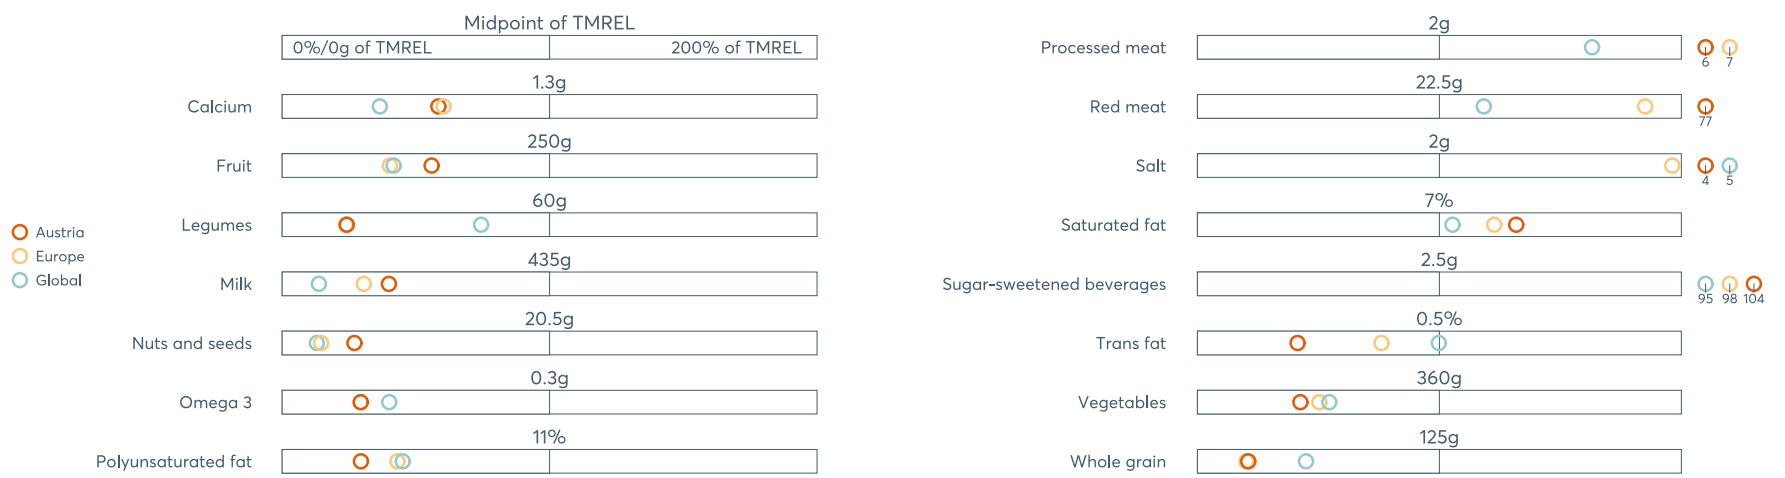 Midpoint of TMREL
0%/0g of TMREL 200% of TMREL
1.3g
Calcium
250g
Fruit
60g
Legumes
435g
Milk
20.5g
Nuts and seeds
0.3g
Omega 3
11%
Polyunsaturated fat
Austria
Europe
Global
2g
Processed meat
6 7
22.5g
Red meat
77
2g
Salt
4 5
7%
Saturated fat
2.5g
Sugar-sweetened beverages
95 98 104
0.5%
Trans fat
360g
Vegetables
125g
Whole grain